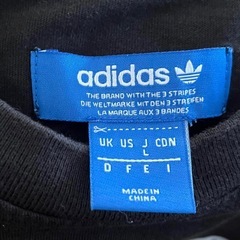 adidas
THE BRAND WITH THE 3 STRIPES
DIE WELTMARKE MIT DEN 3 STREIFEN
LA MARQUE AUX 3 BANDES
UK US J CDN
L
D F E I
MADE IN
CHINA